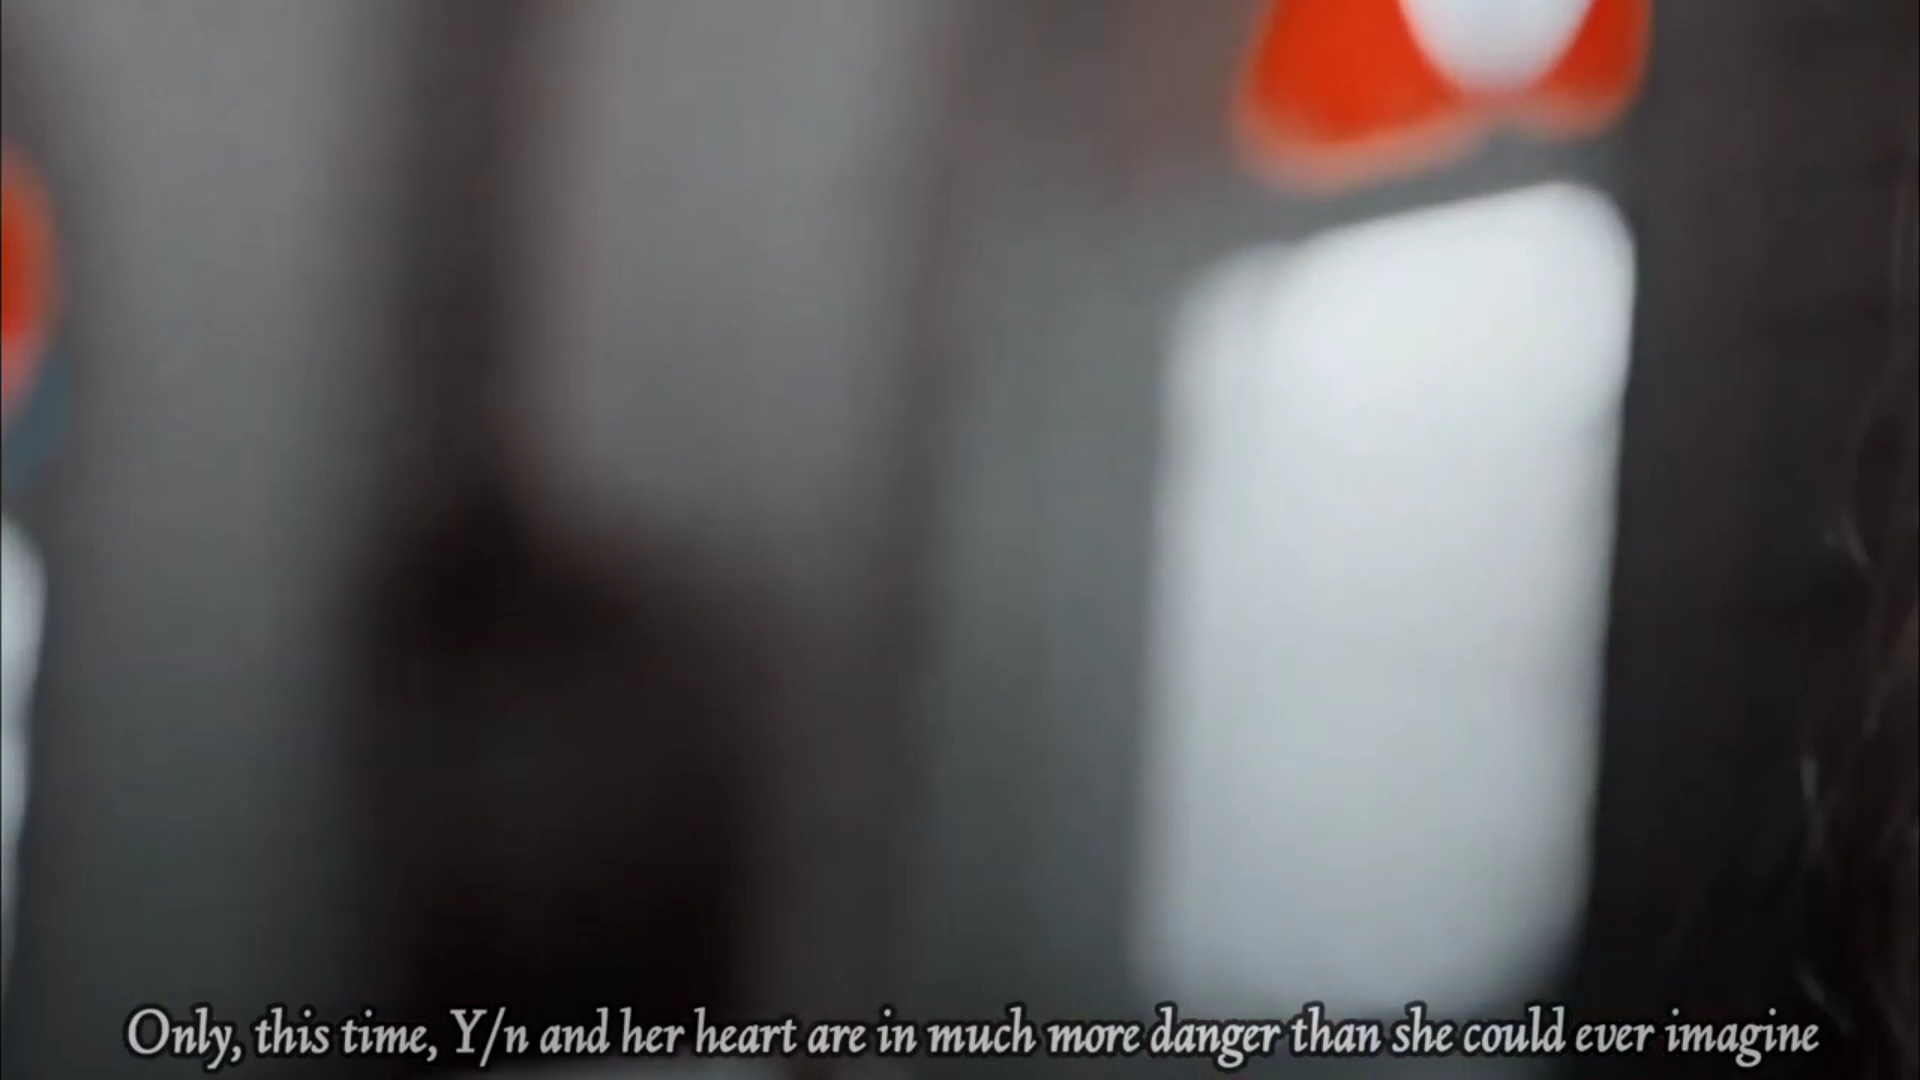 Only, this time, Y/n and her heart are in much more danger than she could ever imagine